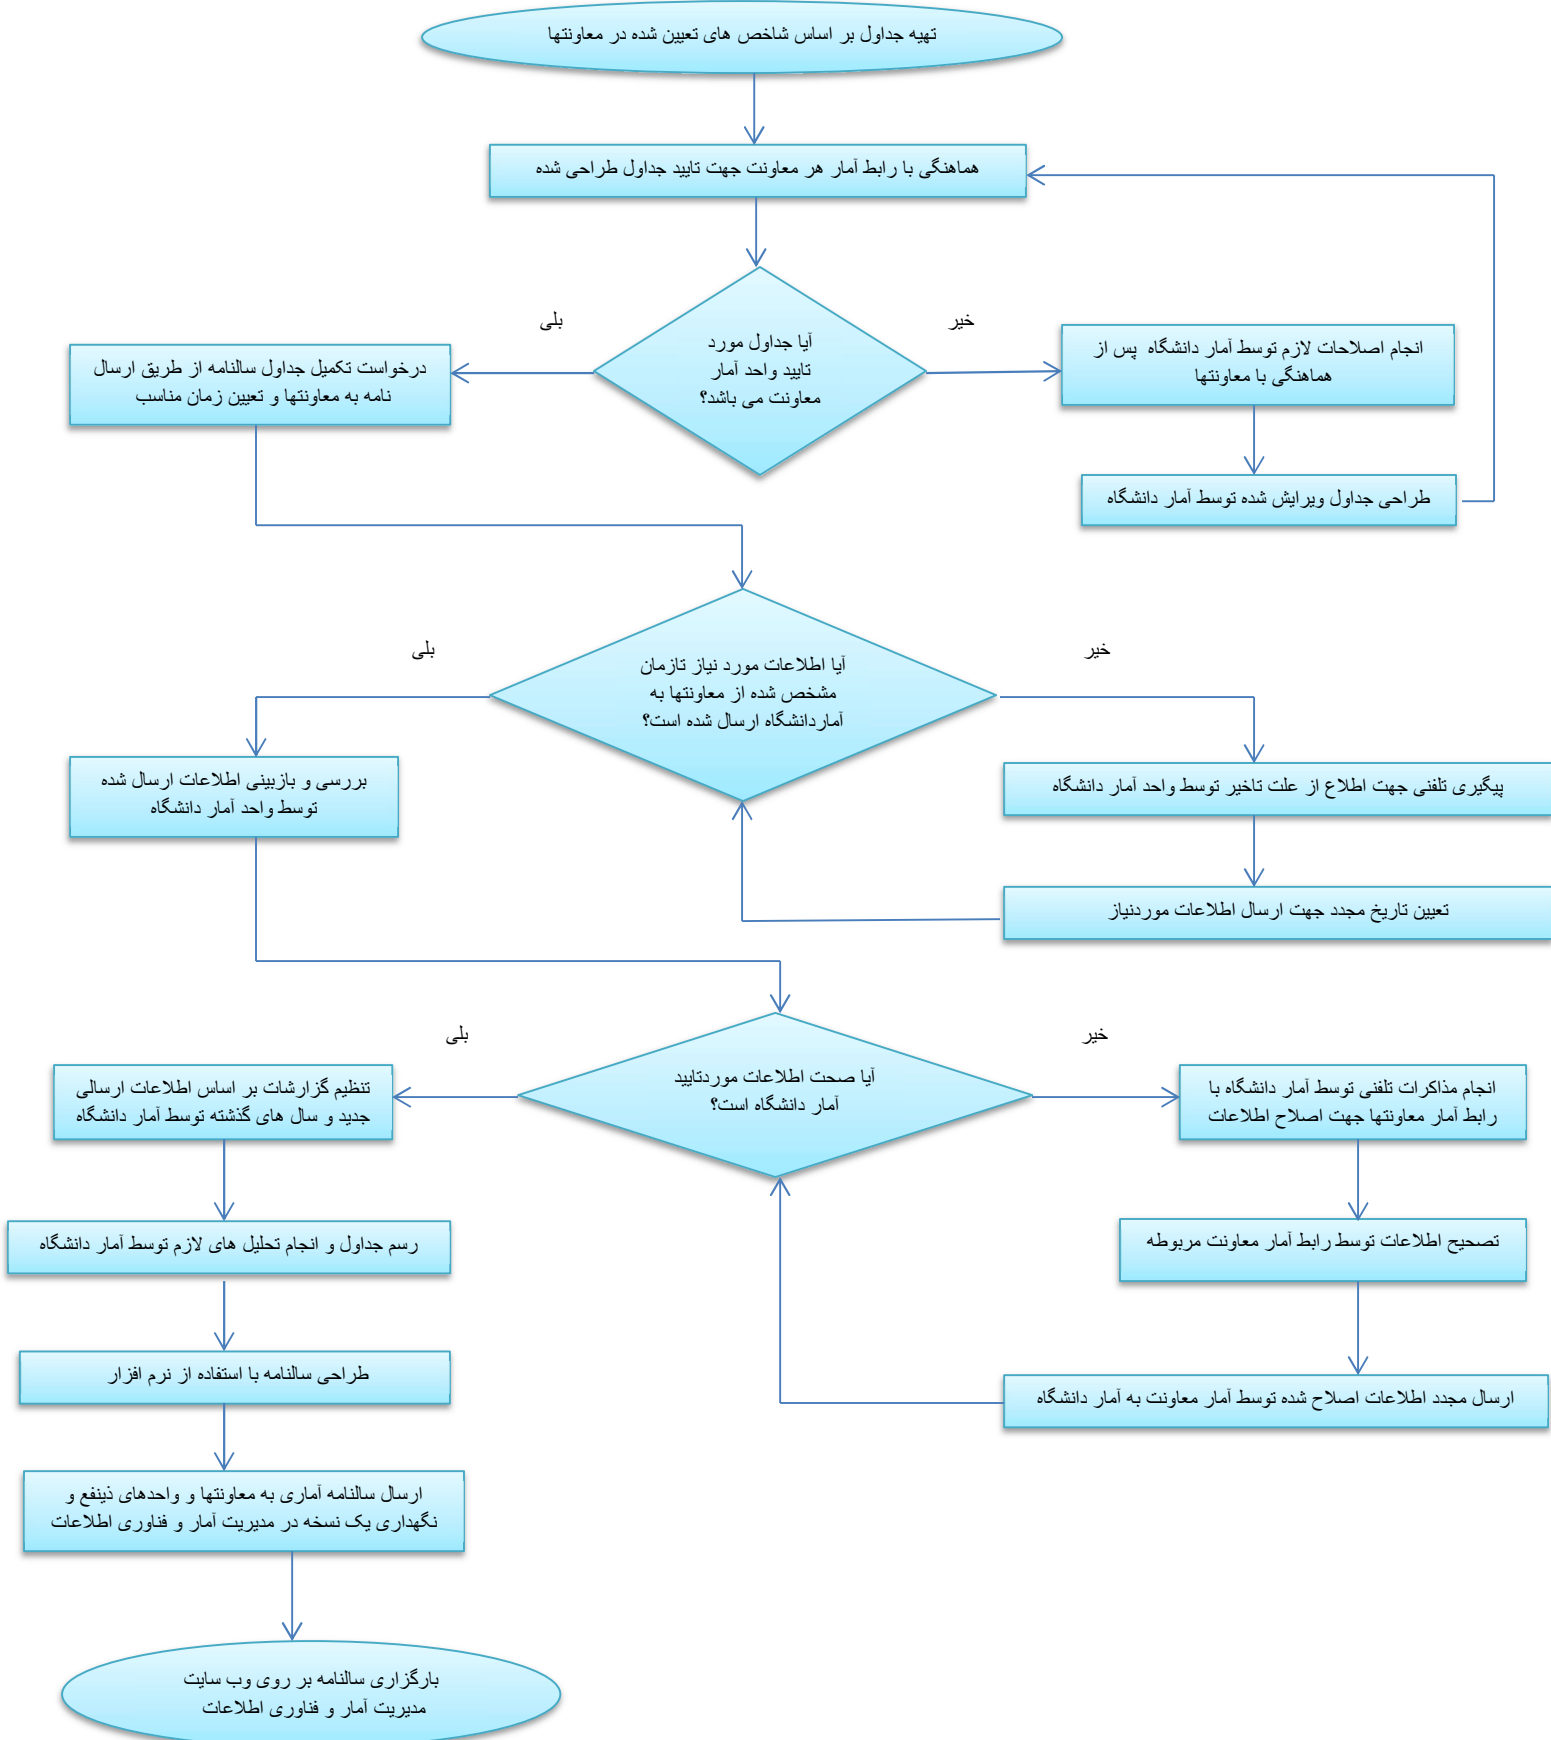 تهیه جداول بر اساس شاخص های تعیین شده در معاونتها
هماهنگی با رابط آمار هر معاونت جهت تایید جداول طراحی شده
آیا جداول مورد
تایید واحد آمار
معاونت می باشد؟
خیر
بلی
انجام اصلاحات لازم توسط آمار دانشگاه پس از
هماهنگی با معاونتها
طراحی جداول ویرایش شده توسط آمار دانشگاه
درخواست تکمیل جداول سالنامه از طریق ارسال
نامه به معاونتها و تعیین زمان مناسب
آیا اطلاعات مورد نیاز تازمان
مشخص شده از معاونتها به
آماردانشگاه ارسال شده است؟
خیر
بلی
پیگیری تلفنی جهت اطلاع از علت تاخیر توسط واحد آمار دانشگاه
تعیین تاریخ مجدد جهت ارسال اطلاعات موردنیاز
بررسی و بازبینی اطلاعات ارسال شده
توسط واحد آمار دانشگاه
آیا صحت اطلاعات موردتایید
آمار دانشگاه است؟
خیر
بلی
انجام مذاکرات تلفنی توسط آمار دانشگاه با
رابط آمار معاونتها جهت اصلاح اطلاعات
تصحیح اطلاعات توسط رابط آمار معاونت مربوطه
ارسال مجدد اطلاعات اصلاح شده توسط آمار معاونت به آمار دانشگاه
تنظیم گزارشات بر اساس اطلاعات ارسالی
جدید و سال های گذشته توسط آمار دانشگاه
رسم جداول و انجام تحلیل های لازم توسط آمار دانشگاه
طراحی سالنامه با استفاده از نرم افزار
ارسال سالنامه آماری به معاونتها و واحدهای ذینفع و
نگهداری یک نسخه در مدیریت آمار و فناوری اطلاعات
بارگزاری سالنامه بر روی وب سایت
مدیریت آمار و فناوری اطلاعات